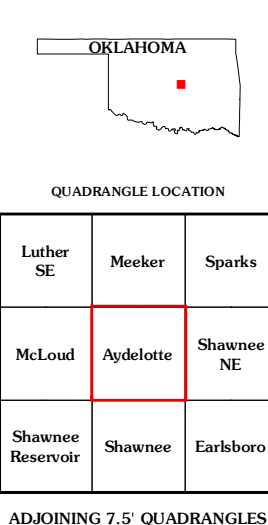 OKLAHOMA
QUADRANGLE LOCATION
Luther
SE
Meeker
Sparks
McLoud
Aydelotte
Shawnee
NE
Shawnee
Reservoir
Shawnee
Earlsboro
ADJOINING 7.5' QUADRANGLES